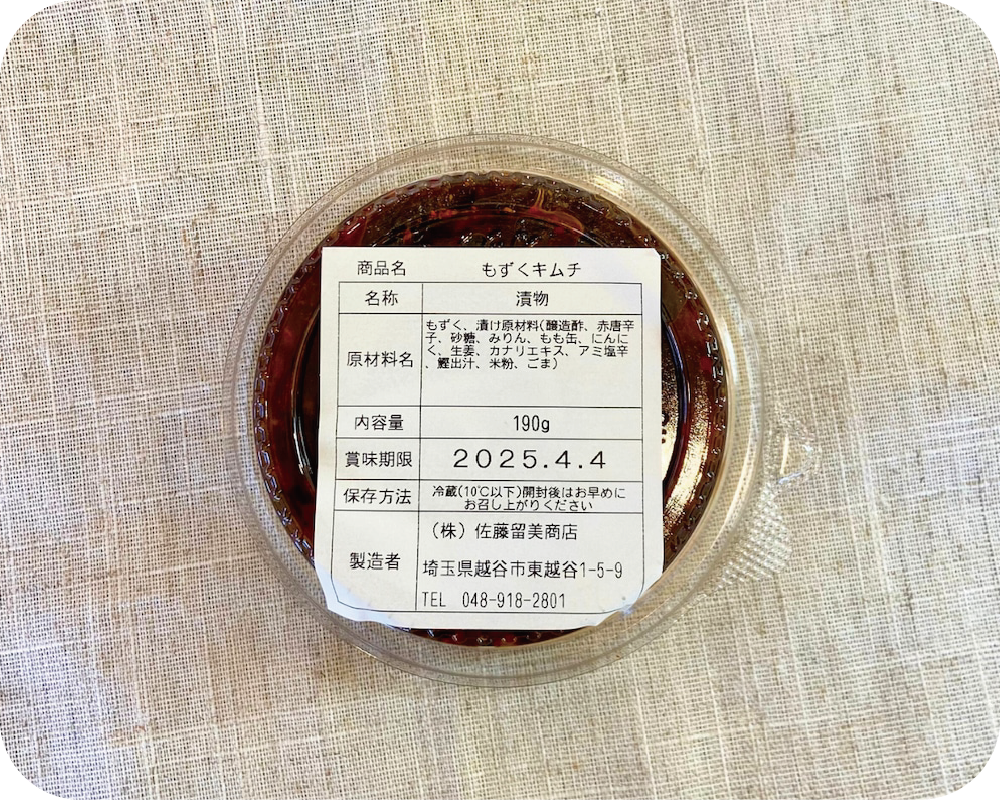 商品名 もずくキムチ
名称 漬物
原材料名 もずく、漬け原材料(醸造酢、赤唐辛
子、砂糖、みりん、もも缶、にんに
く、生姜、カナリエキス、アミ塩辛
、鰹出汁、米粉、ごま)
内容量 190g
賞味期限 2025.4.4
保存方法 冷蔵(10℃以下)開封後はお早めに
お召し上がりください
製造者 (株)佐藤留美商店
埼玉県越谷市東越谷1-5-9
TEL 048-918-2801